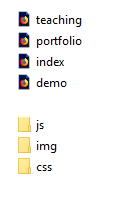 teaching
portfolio
index
demo
js
img
css